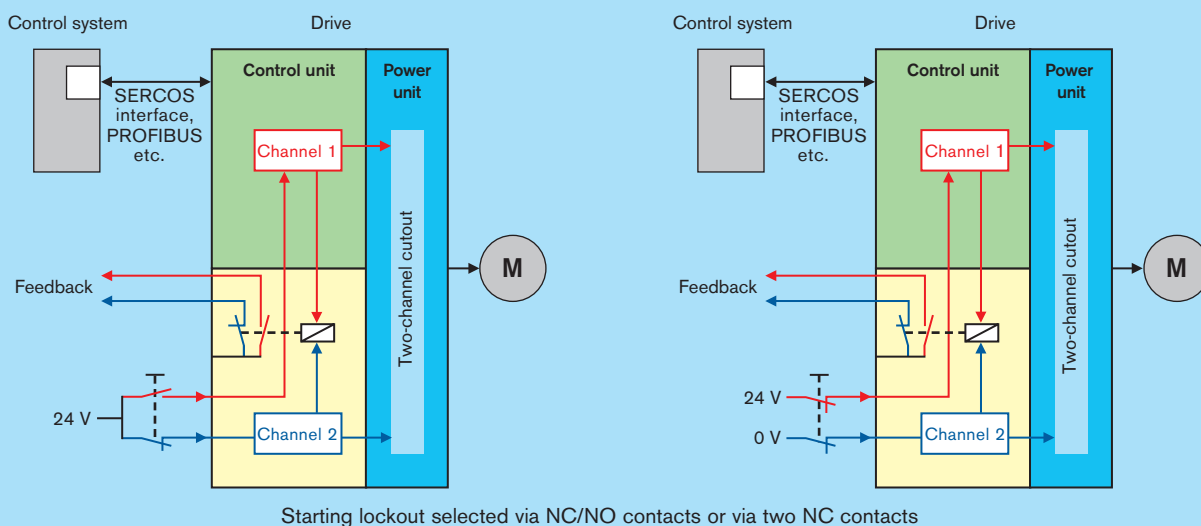 Control system
Drive
Control unit
Power
unit
SERCOS
interface,
PROFIBUS
etc.
Channel 1
Two-channel cutout
M
Feedback
24 V
Channel 2
Control system
Drive
Control unit
Power
unit
SERCOS
interface,
PROFIBUS
etc.
Channel 1
Two-channel cutout
M
Feedback
24 V
0 V
Channel 2
Starting lockout selected via NC/NO contacts or via two NC contacts